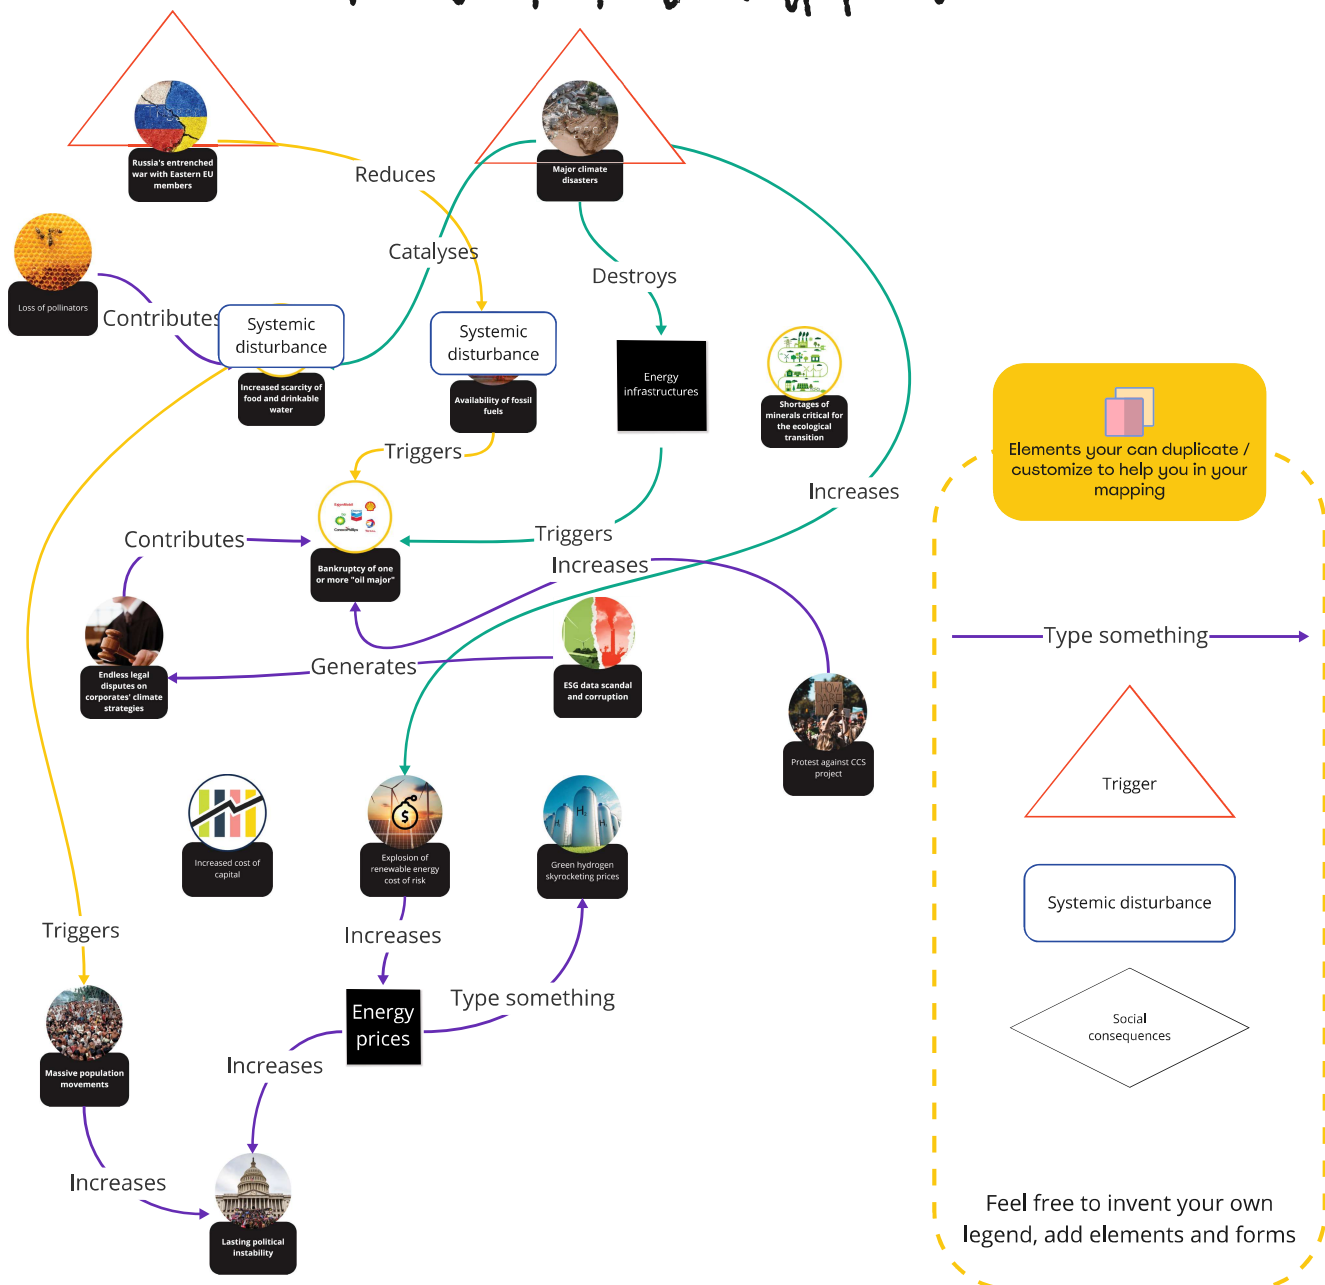 Russia's entrenched
war with Eastern EU
members
Major climate
disasters
Reduces
Catalyses
Destroys
Loss of pollinators
Contributes
Systemic
disturbance
Increased scarcity of
food and drinkable
water
Systemic
disturbance
Availability of fossil
fuels
Energy
infrastructures
Shortages of
minerals critical for
the ecological
transition
Triggers
Increases
Contributes
Triggers
Increases
Bankruptcy of one
or more "oil major"
Generates
Endless legal
disputes on
corporates' climate
strategies
ESG data scandal
and corruption
Protest against CCS
project
Increased cost of
capital
$
Explosion of
renewable energy
cost of risk
H₂
Green hydrogen
skyrocketing prices
Triggers
Increases
Type something
Energy
prices
Increases
Massive population
movements
Increases
Lasting political
instability
Elements your can duplicate /
customize to help you in your
mapping
Type something
Trigger
Systemic disturbance
Social
consequences
Feel free to invent your own
legend, add elements and forms